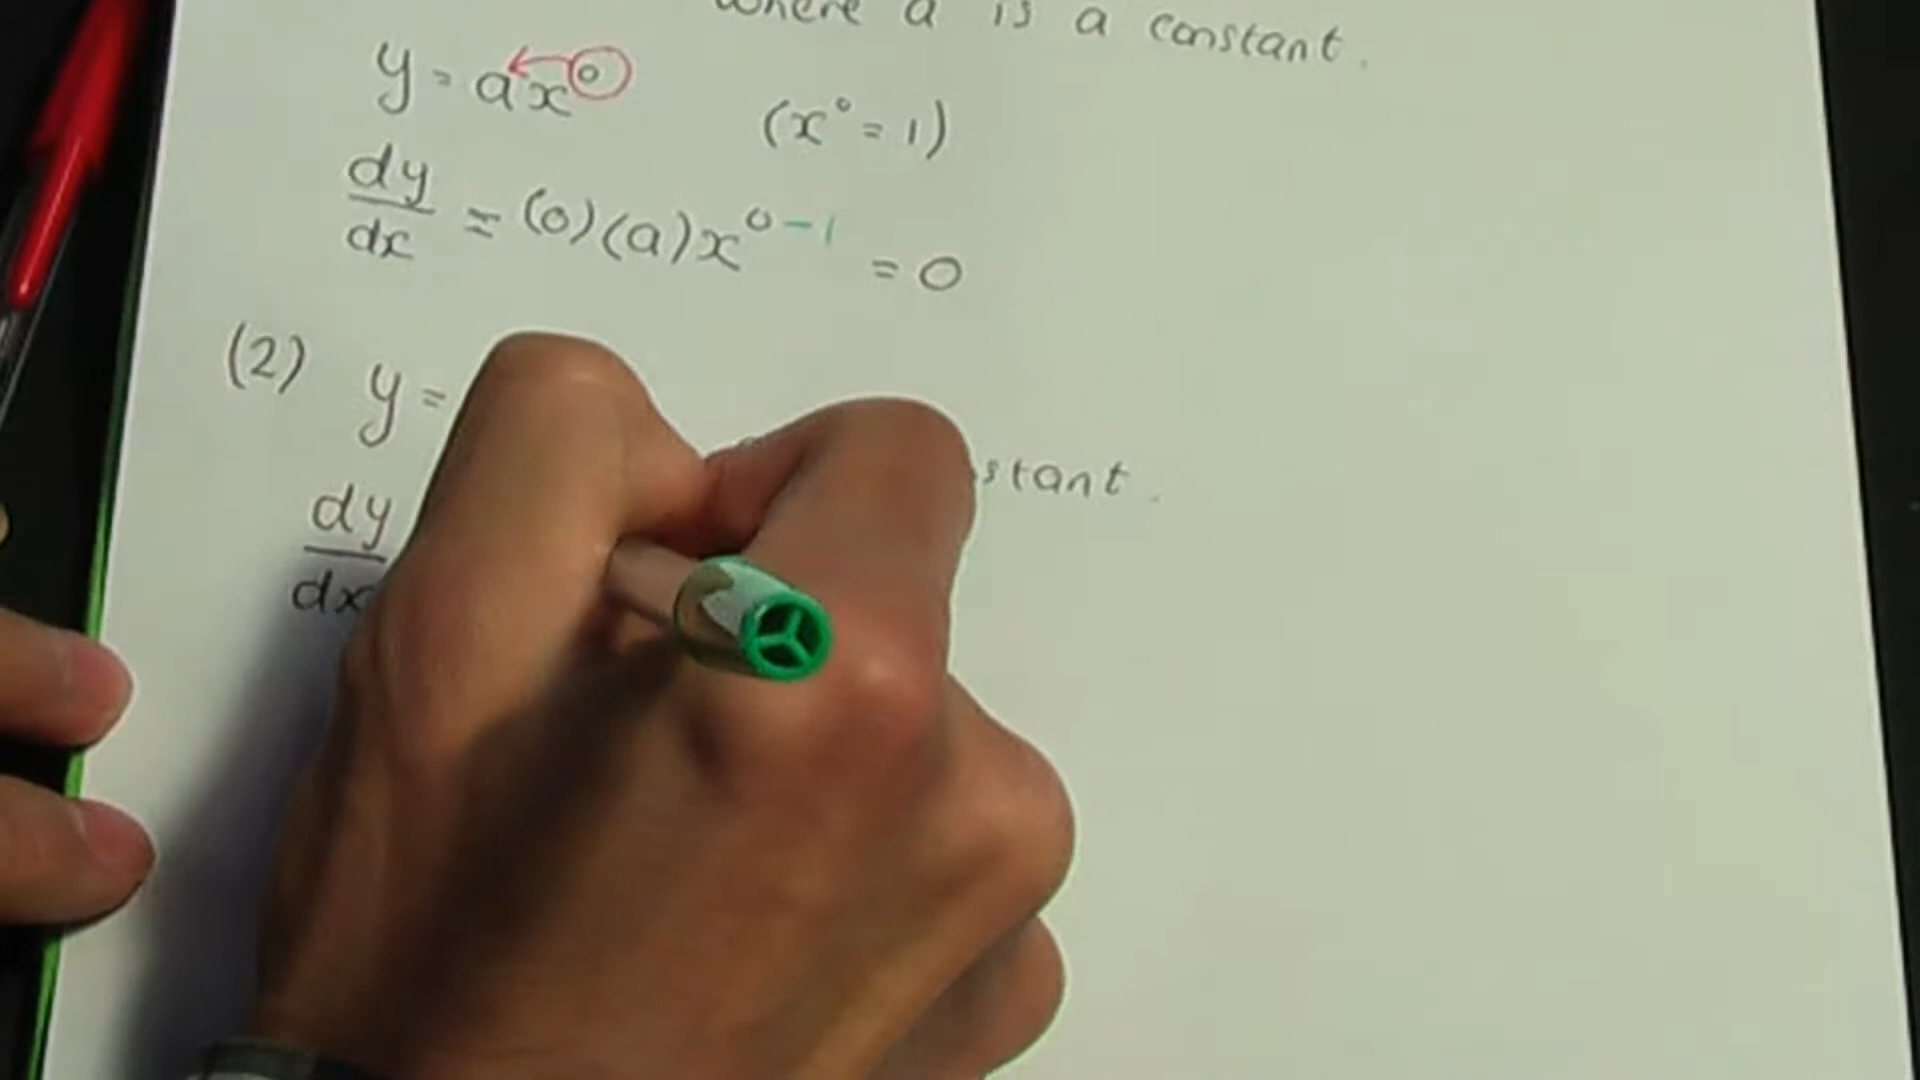 where a is a constant.
y = ax⁰
(x⁰ = 1)
dy/dx = (0)(a)x⁰⁻¹ = 0
(2) y =
stant.
dy
dx